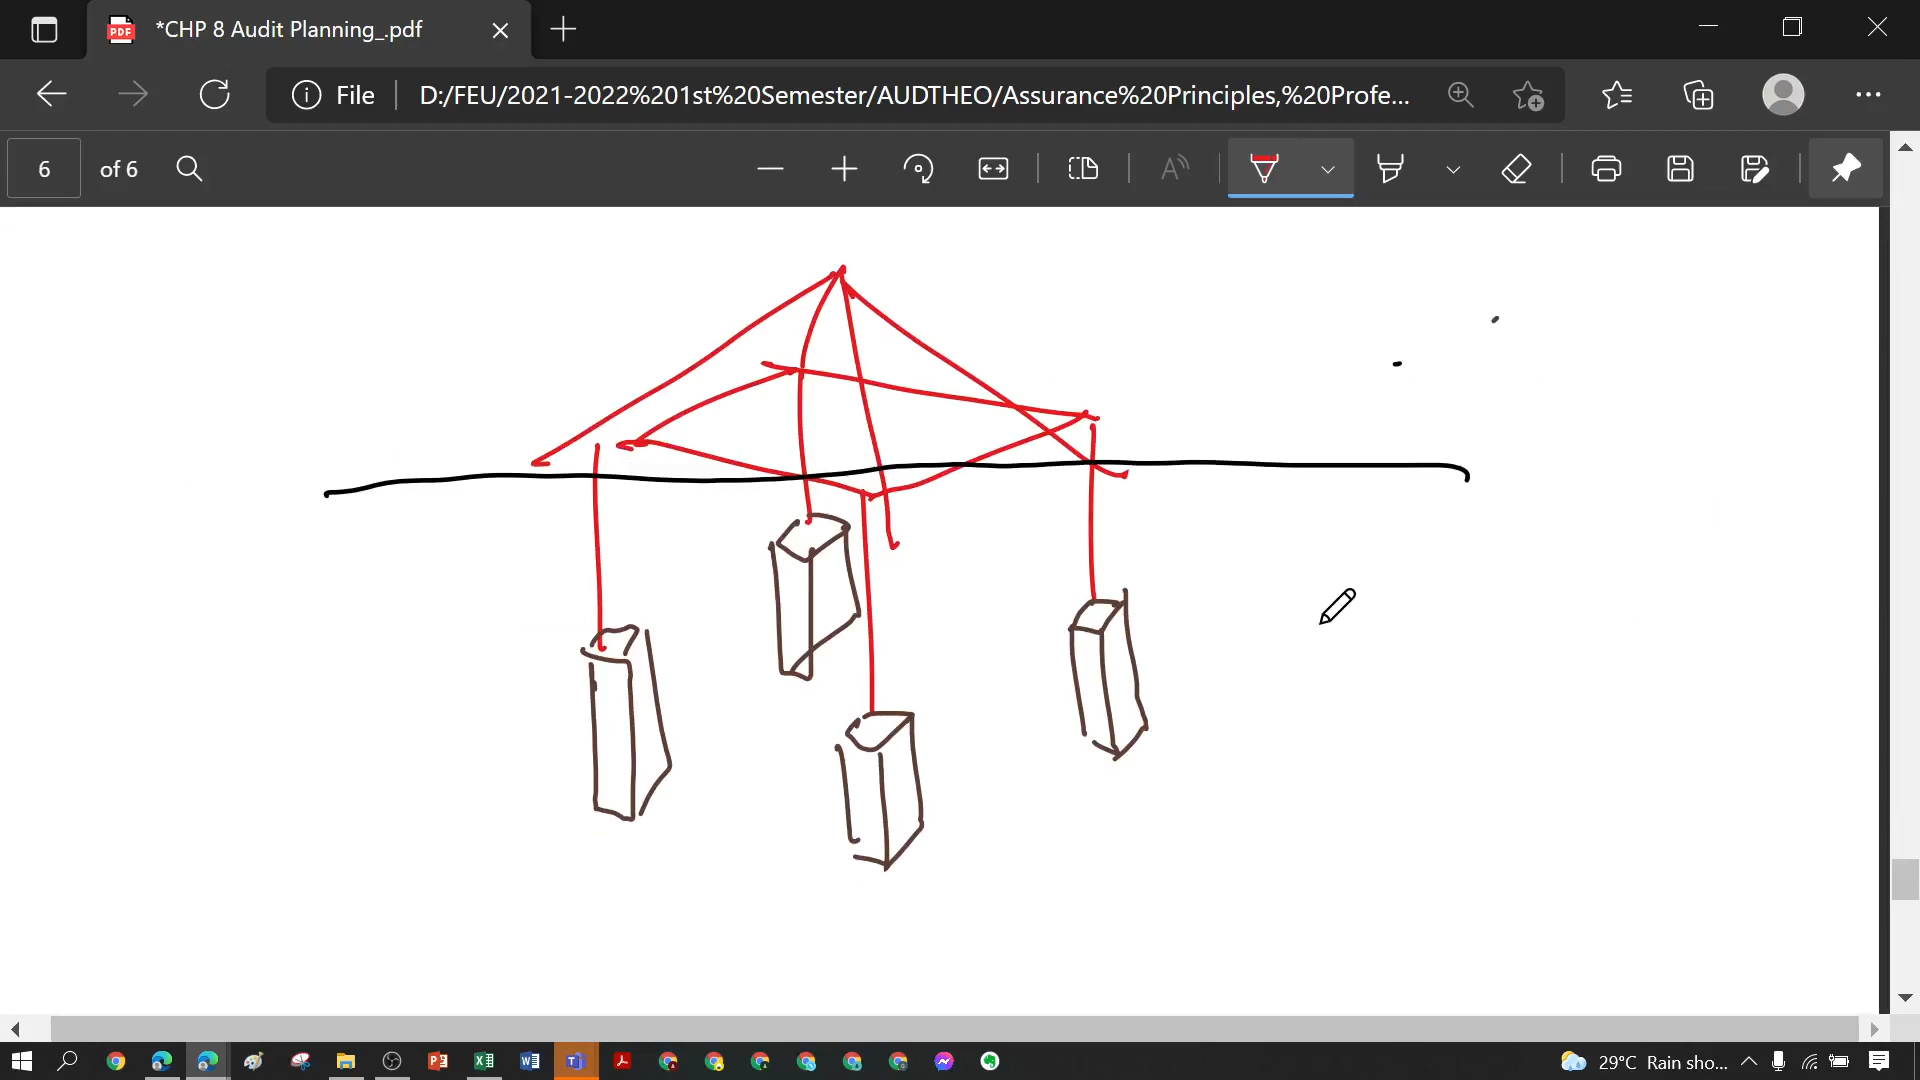 *CHP 8 Audit Planning_.pdf
File D:/FEU/2021-2022%201st%20Semester/AUDTHEO/Assurance%20Principles,%20Profe...
6 of 6
29°C Rain sho...